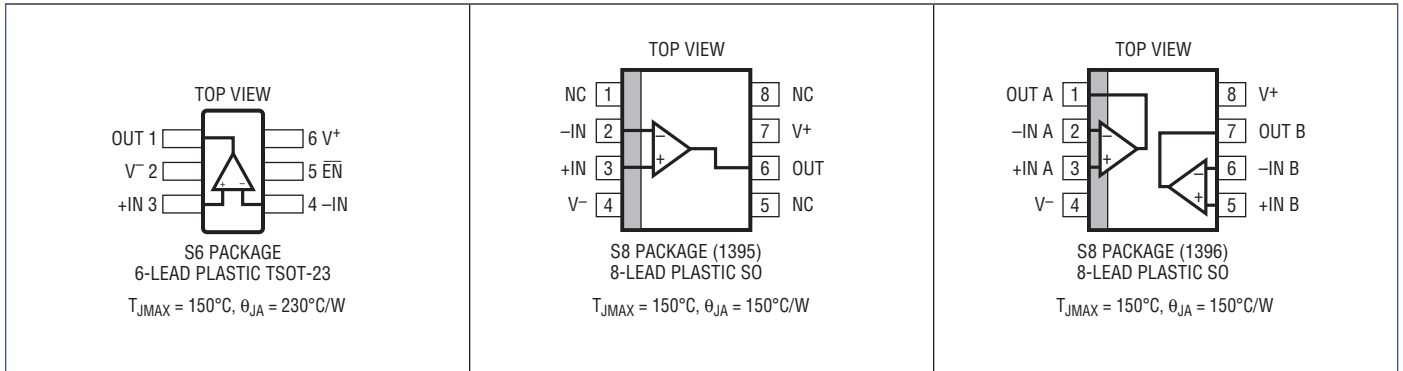 TOP VIEW
OUT 1
V– 2
+IN 3
6 V+
5 E̅N̅
4 –IN
+ –
S6 PACKAGE
6-LEAD PLASTIC TSOT-23
TJMAX = 150°C, θJA = 230°C/W
TOP VIEW
NC 1
–IN 2
+IN 3
V– 4
8 NC
7 V+
6 OUT
5 NC
–
+
S8 PACKAGE (1395)
8-LEAD PLASTIC SO
TJMAX = 150°C, θJA = 150°C/W
TOP VIEW
OUT A 1
–IN A 2
+IN A 3
V– 4
8 V+
7 OUT B
6 –IN B
5 +IN B
–
+
–
+
S8 PACKAGE (1396)
8-LEAD PLASTIC SO
TJMAX = 150°C, θJA = 150°C/W